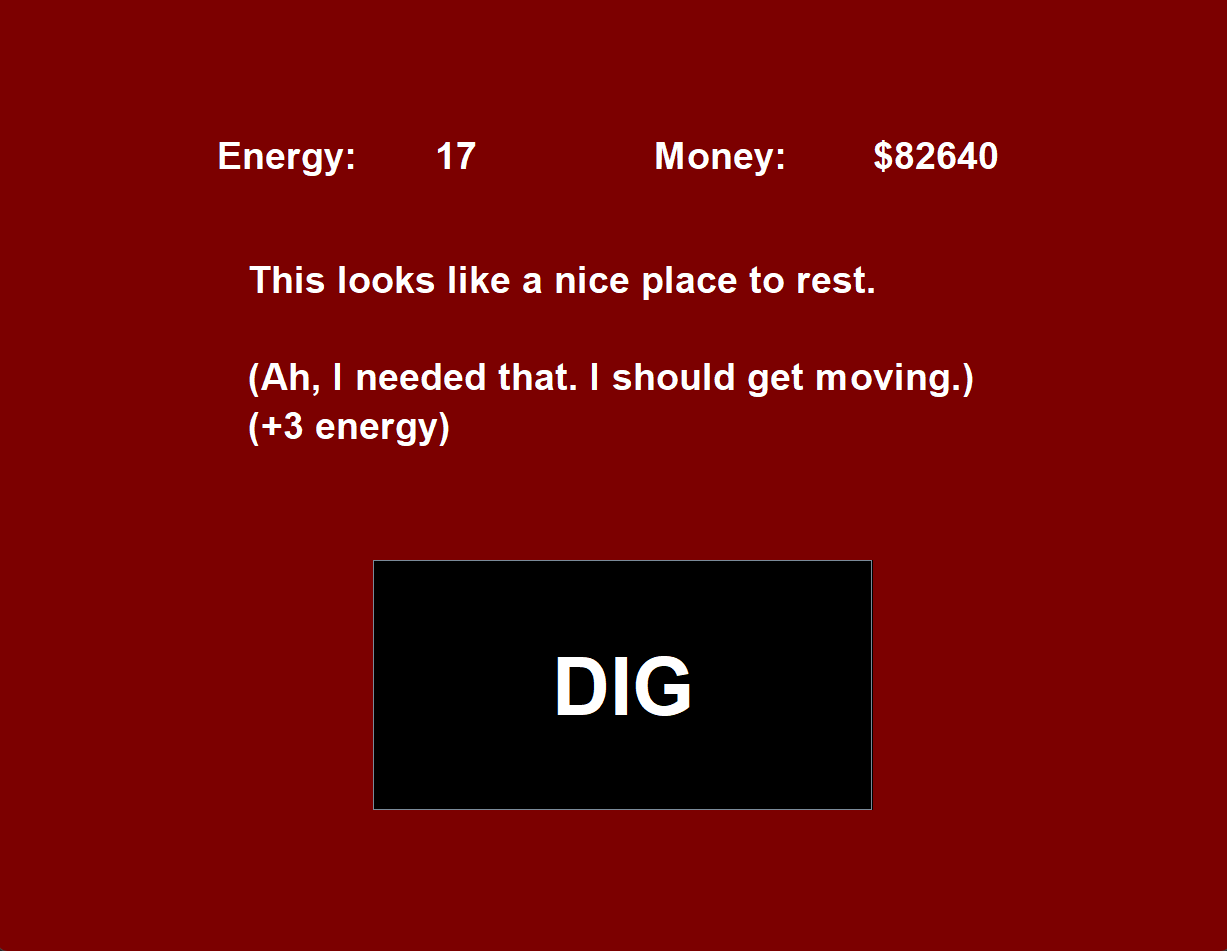 Energy: 17 Money: $82640
This looks like a nice place to rest.
(Ah, I needed that. I should get moving.)
(+3 energy)
DIG